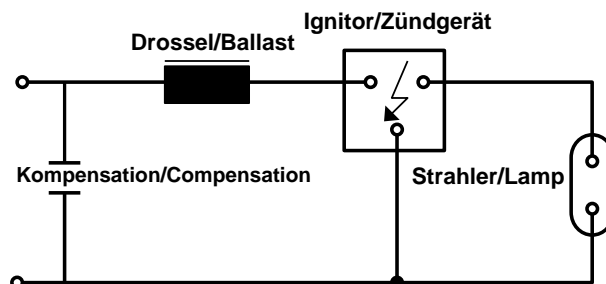 Ignitor/Zündgerät
Drossel/Ballast
Kompensation/Compensation
Strahler/Lamp